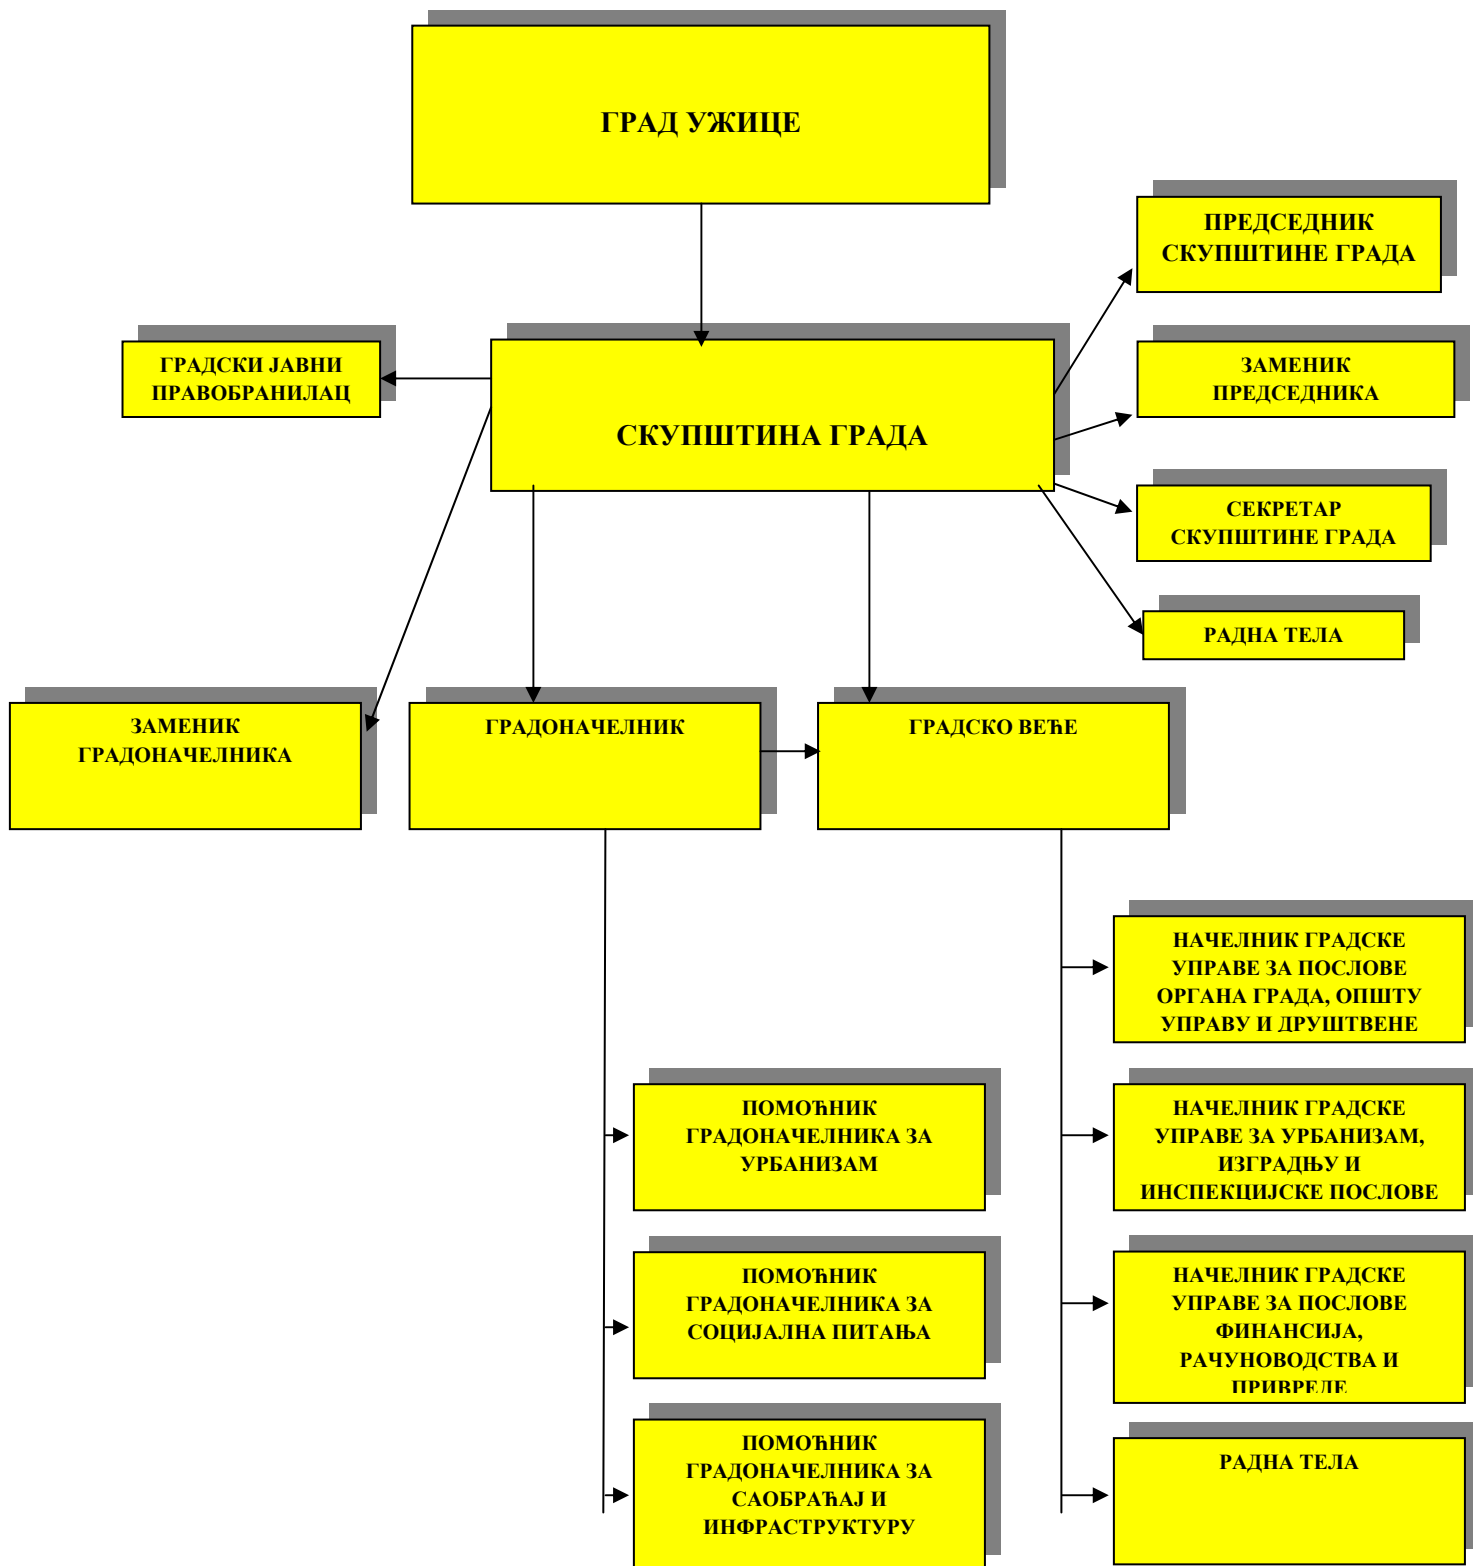 ГРАД УЖИЦЕ
ПРЕДСЕДНИК
СКУПШТИНЕ ГРАДА
ГРАДСКИ ЈАВНИ
ПРАВОБРАНИЛАЦ
ЗАМЕНИК
ПРЕДСЕДНИКА
СКУПШТИНА ГРАДА
СЕКРЕТАР
СКУПШТИНЕ ГРАДА
РАДНА ТЕЛА
ЗАМЕНИК
ГРАДОНАЧЕЛНИКА
ГРАДОНАЧЕЛНИК
ГРАДСКО ВЕЋЕ
НАЧЕЛНИК ГРАДСКЕ
УПРАВЕ ЗА ПОСЛОВЕ
ОРГАНА ГРАДА, ОПШТУ
УПРАВУ И ДРУШТВЕНЕ
ПОМОЋНИК
ГРАДОНАЧЕЛНИКА ЗА
УРБАНИЗАМ
НАЧЕЛНИК ГРАДСКЕ
УПРАВЕ ЗА УРБАНИЗАМ,
ИЗГРАДЊУ И
ИНСПЕКЦИЈСКЕ ПОСЛОВЕ
ПОМОЋНИК
ГРАДОНАЧЕЛНИКА ЗА
СОЦИЈАЛНА ПИТАЊА
НАЧЕЛНИК ГРАДСКЕ
УПРАВЕ ЗА ПОСЛОВЕ
ФИНАНСИЈА,
РАЧУНОВОДСТВА И
ПРИВРЕДЕ
ПОМОЋНИК
ГРАДОНАЧЕЛНИКА ЗА
САОБРАЋАЈ И
ИНФРАСТРУКТУРУ
РАДНА ТЕЛА